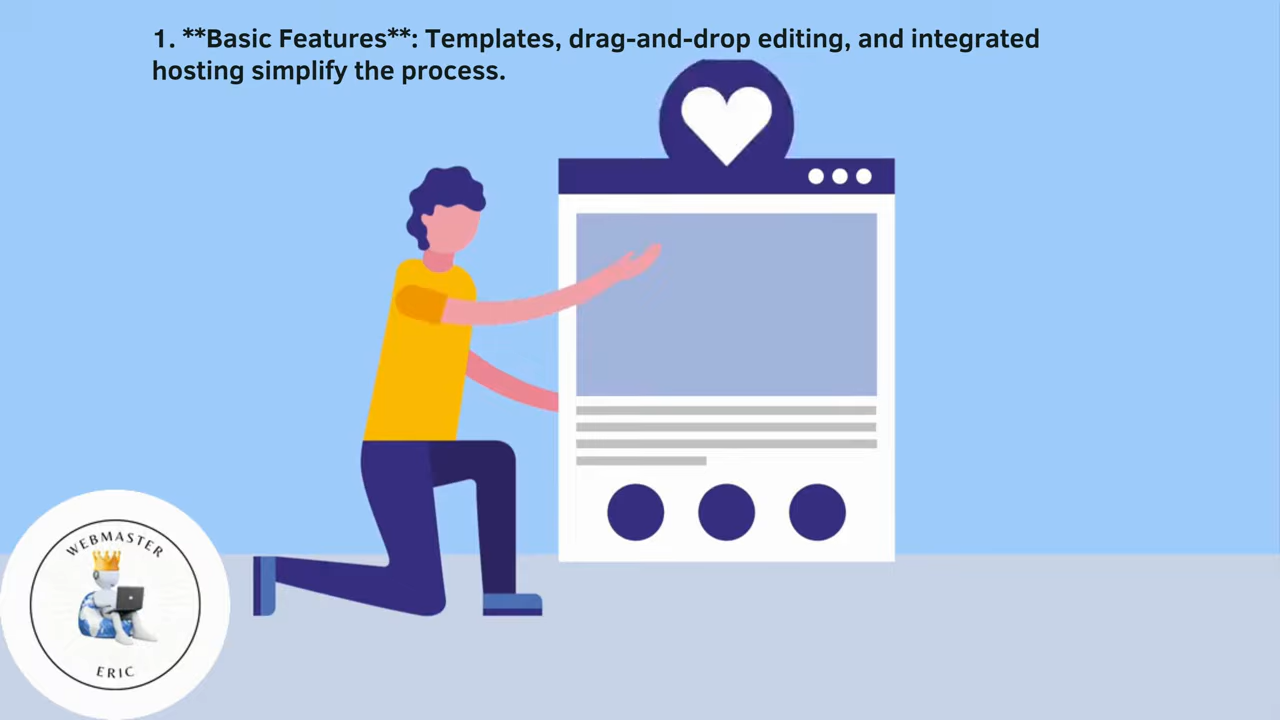 1. **Basic Features**: Templates, drag-and-drop editing, and integrated
hosting simplify the process.
WEBMASTER
ERIC